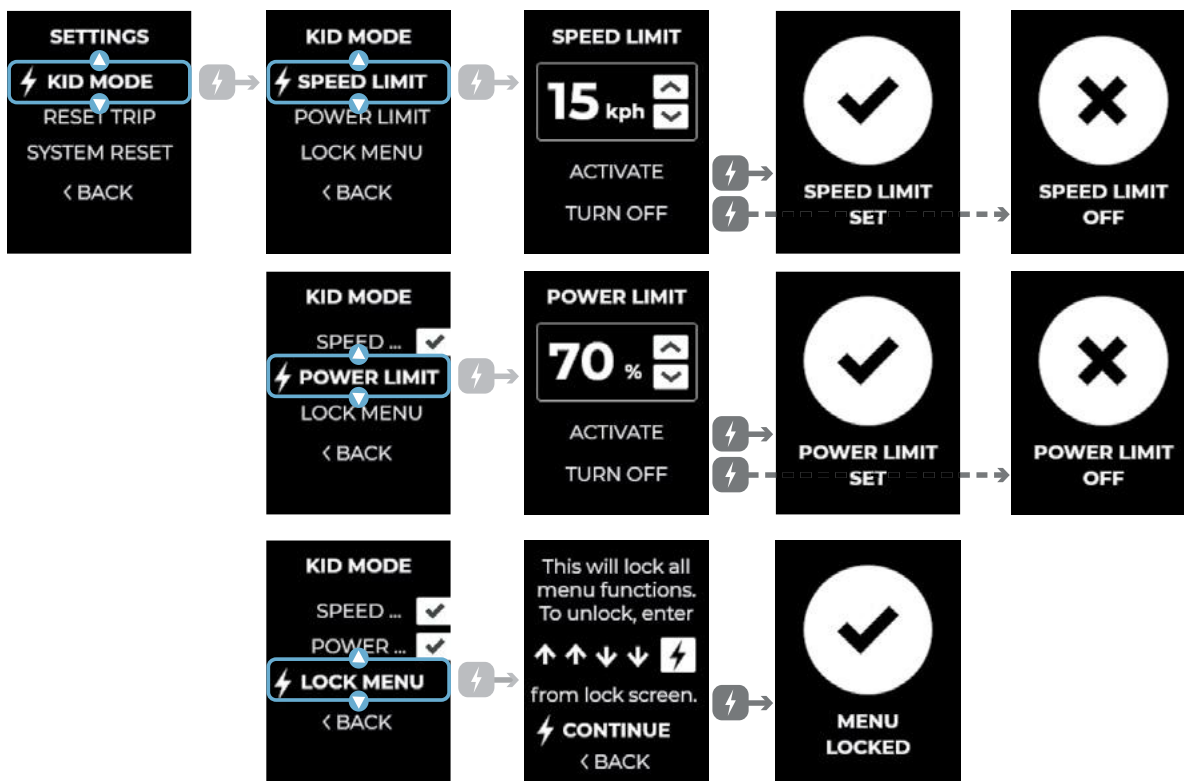 SETTINGS
KID MODE
RESET TRIP
SYSTEM RESET
< BACK
KID MODE
SPEED LIMIT
POWER LIMIT
LOCK MENU
< BACK
SPEED LIMIT
15 kph
ACTIVATE
TURN OFF
SPEED LIMIT
SET
SPEED LIMIT
OFF
KID MODE
SPEED ...
POWER LIMIT
LOCK MENU
< BACK
POWER LIMIT
70 %
ACTIVATE
TURN OFF
POWER LIMIT
SET
POWER LIMIT
OFF
KID MODE
SPEED ...
POWER ...
LOCK MENU
< BACK
This will lock all
menu functions.
To unlock, enter
↑ ↑ ↓ ↓
from lock screen.
CONTINUE
< BACK
MENU
LOCKED